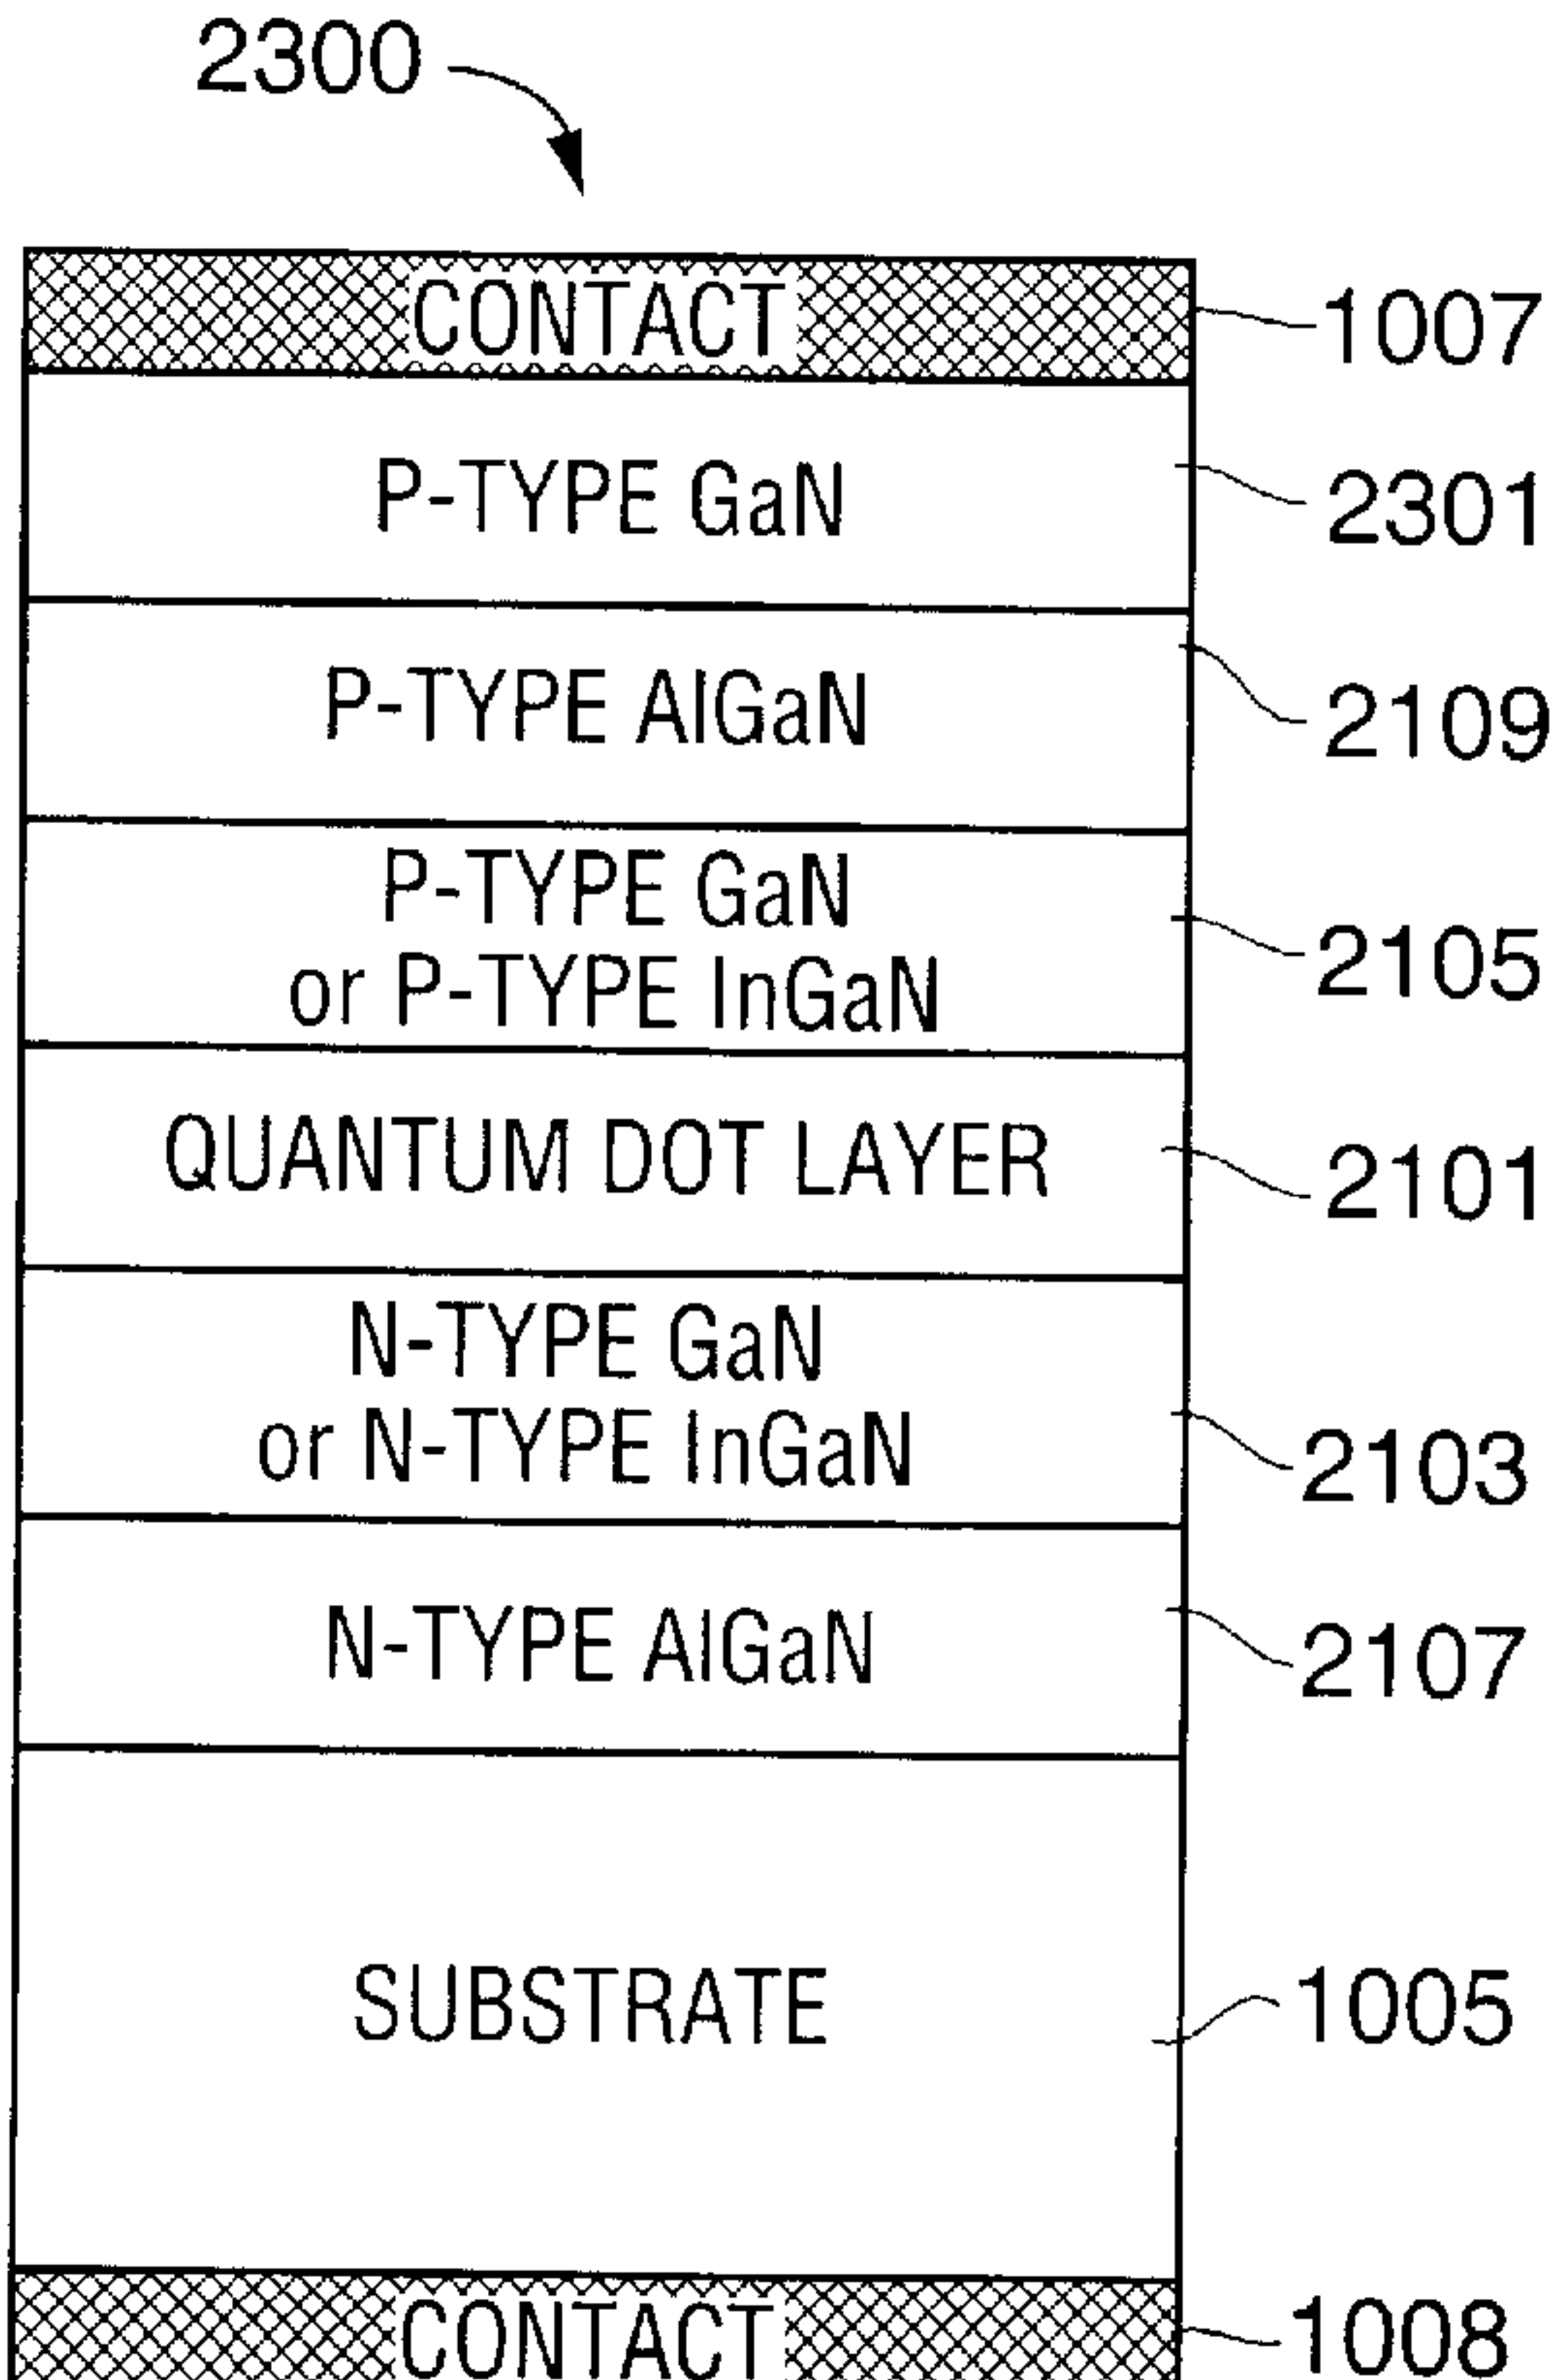 2300
CONTACT
1007
P-TYPE GaN
2301
P-TYPE AlGaN
2109
P-TYPE GaN
or P-TYPE InGaN
2105
QUANTUM DOT LAYER
2101
N-TYPE GaN
or N-TYPE InGaN
2103
N-TYPE AlGaN
2107
SUBSTRATE
1005
CONTACT
1008